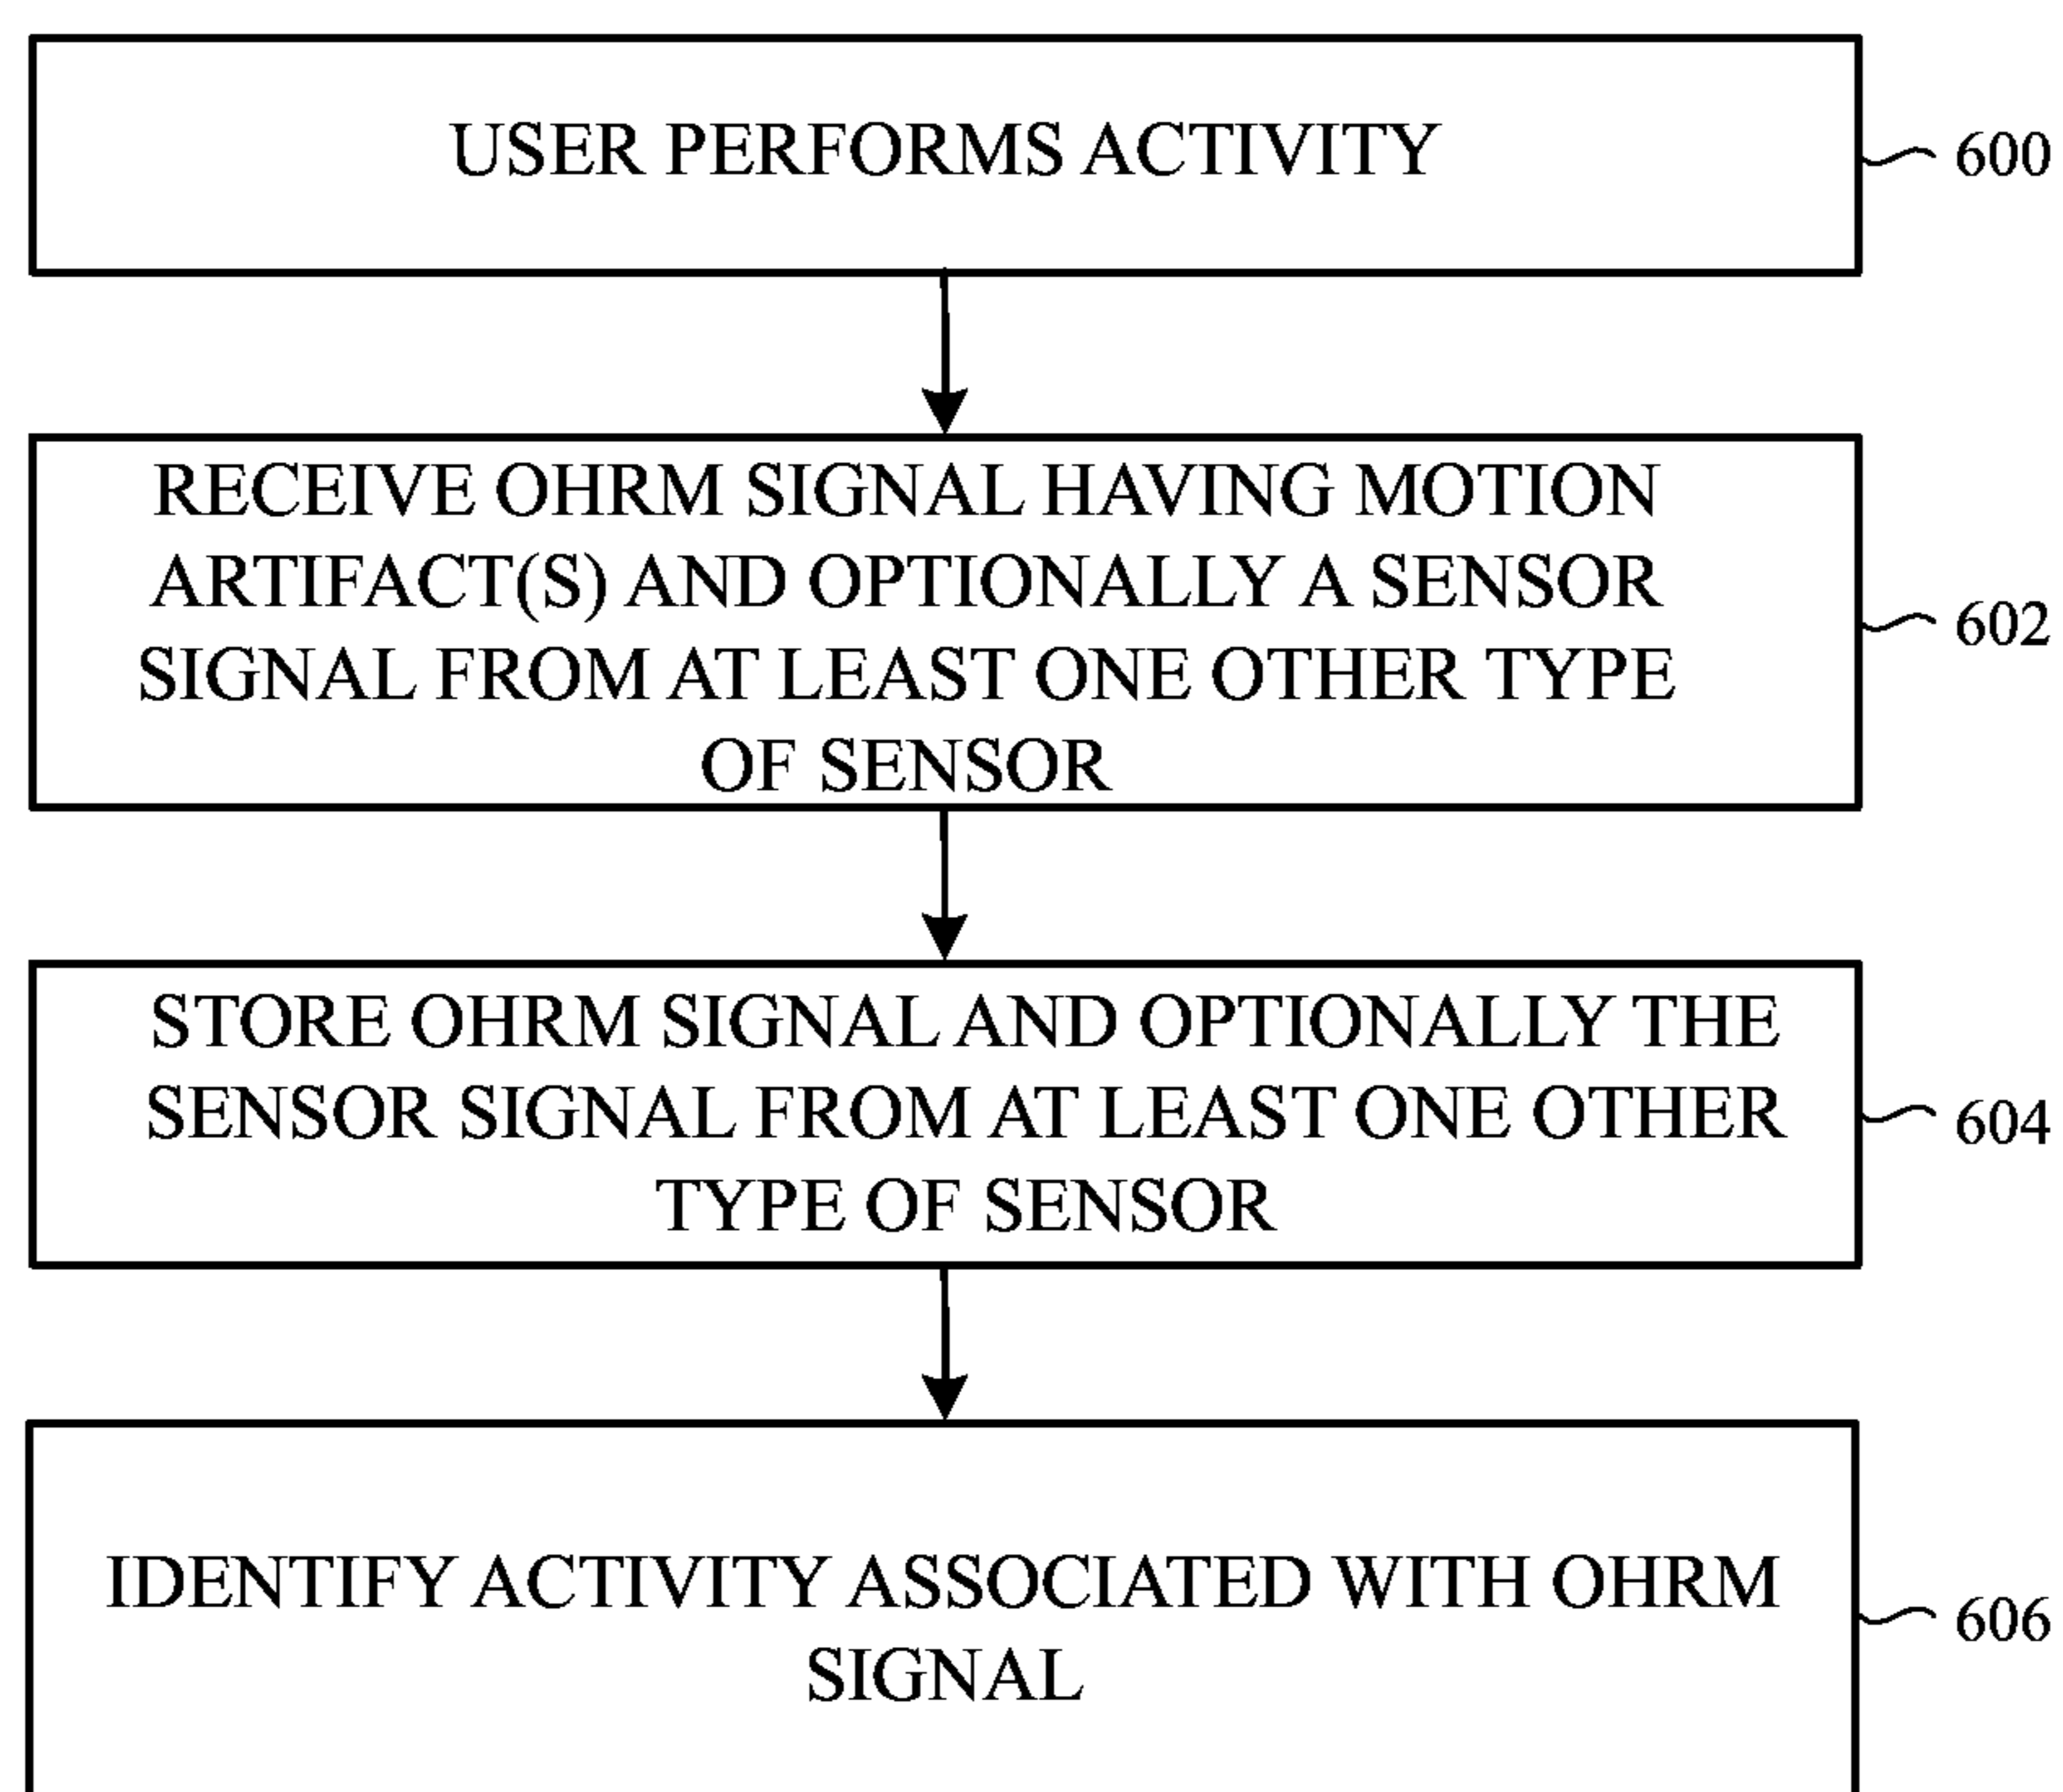 USER PERFORMS ACTIVITY
600
RECEIVE OHRM SIGNAL HAVING MOTION
ARTIFACT(S) AND OPTIONALLY A SENSOR
SIGNAL FROM AT LEAST ONE OTHER TYPE
OF SENSOR
602
STORE OHRM SIGNAL AND OPTIONALLY THE
SENSOR SIGNAL FROM AT LEAST ONE OTHER
TYPE OF SENSOR
604
IDENTIFY ACTIVITY ASSOCIATED WITH OHRM
SIGNAL
606